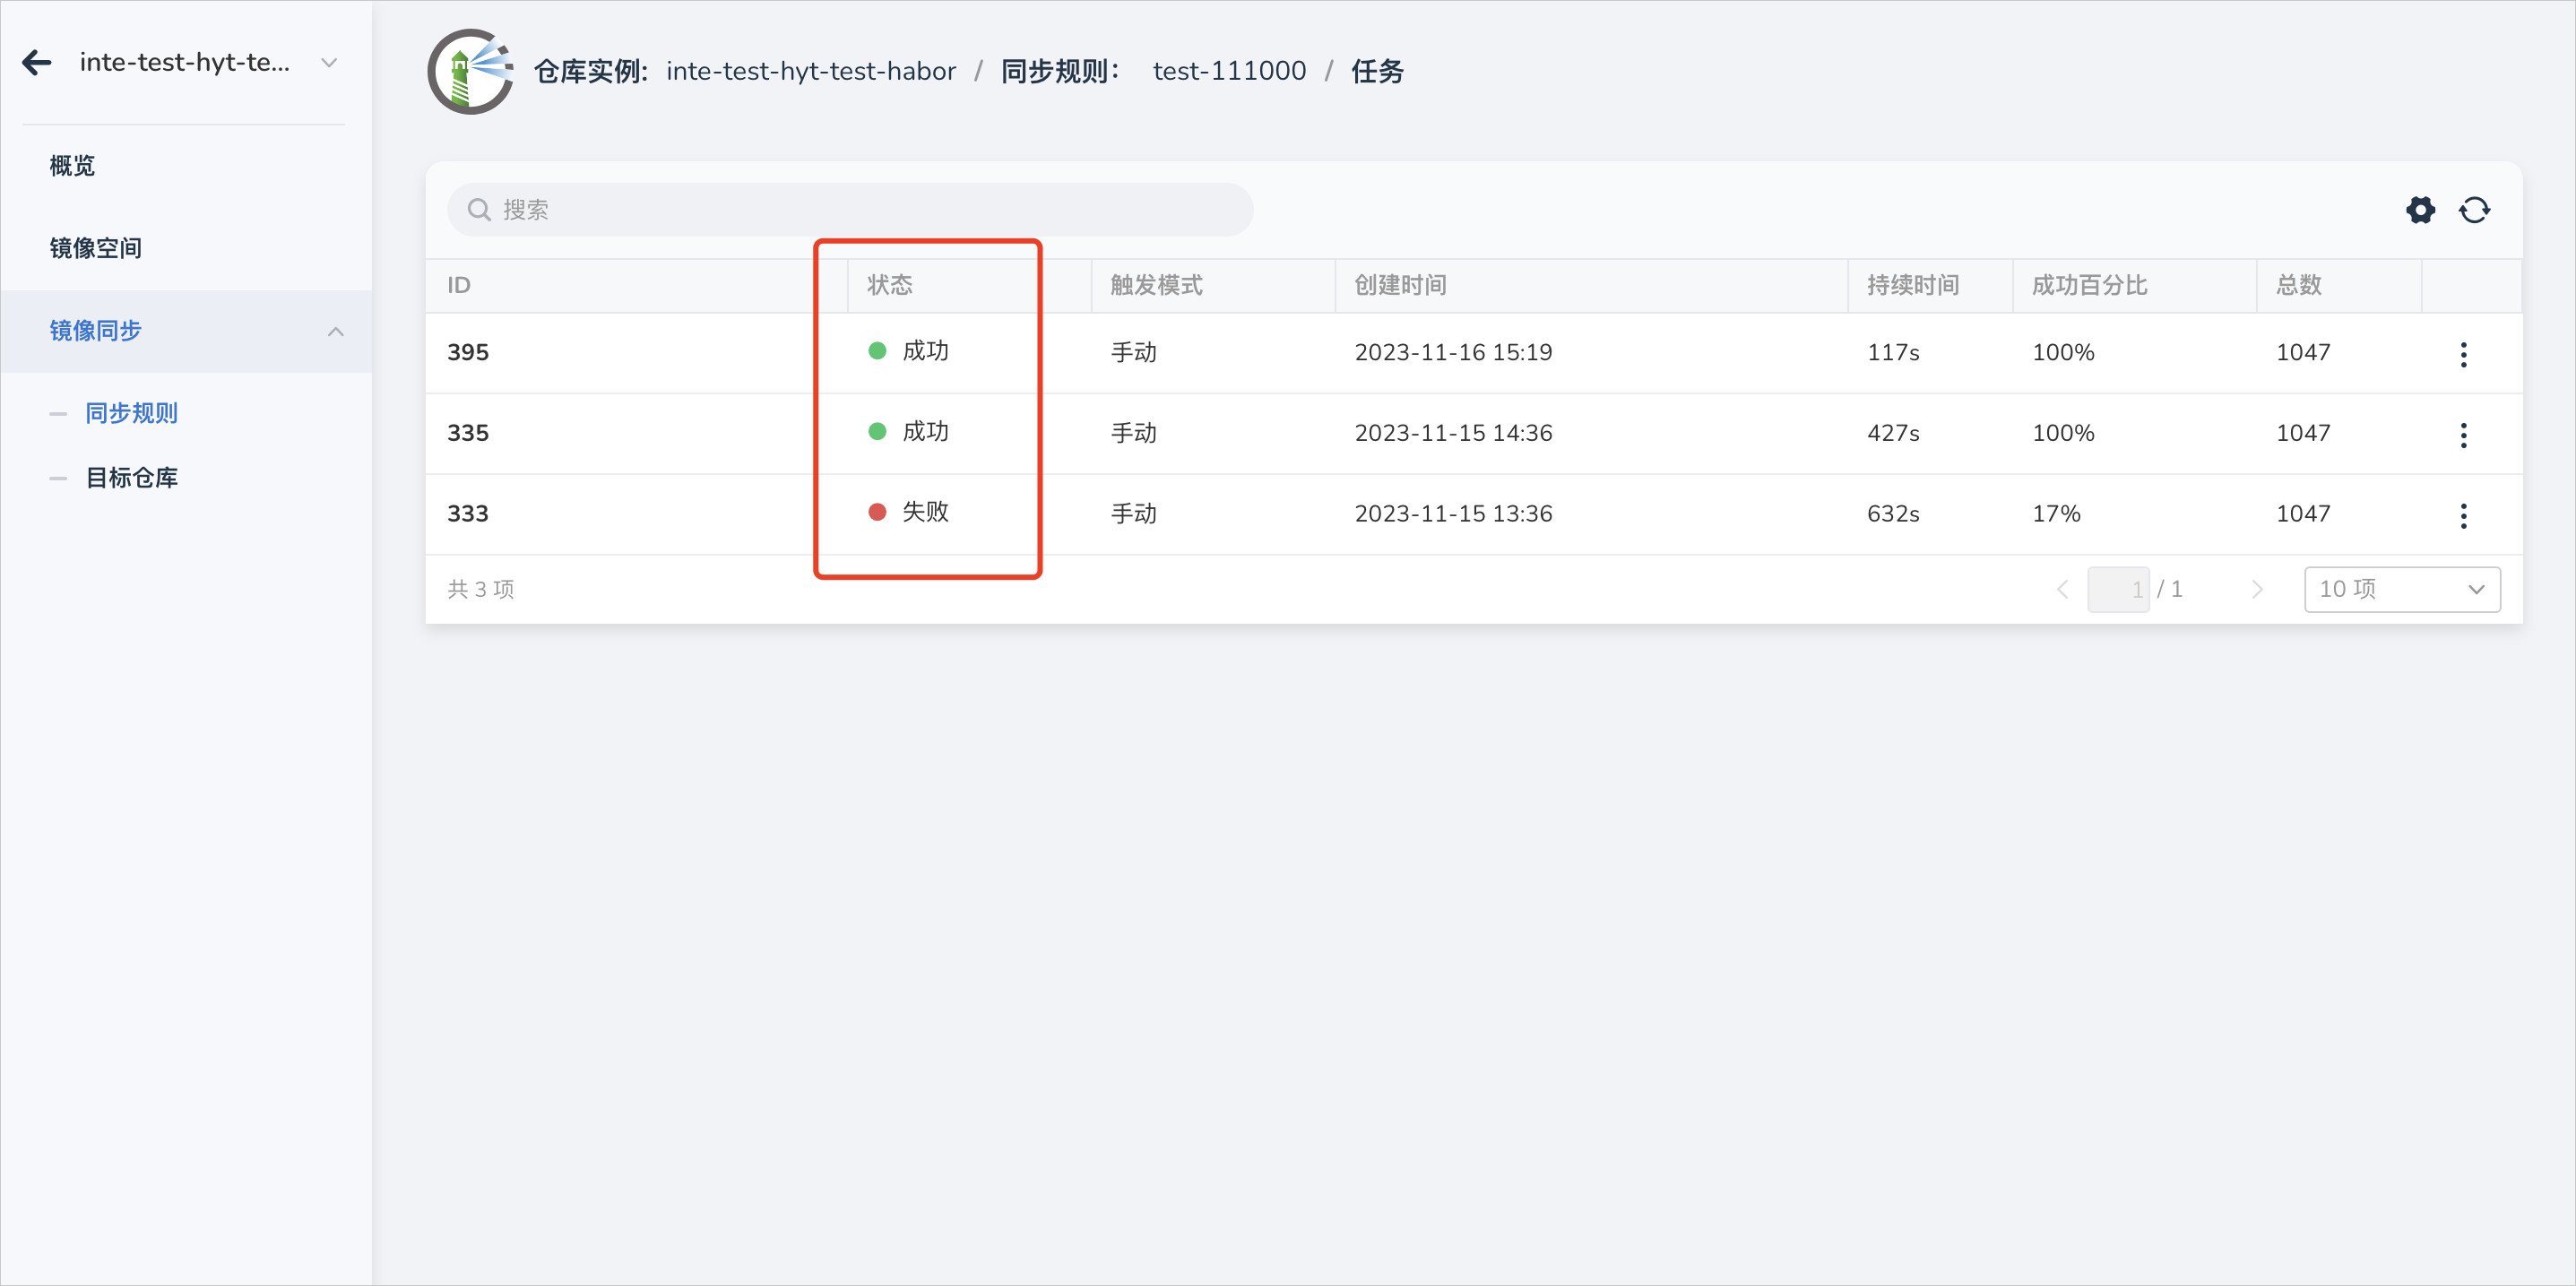 inte-test-hyt-te...
仓库实例: inte-test-hyt-test-habor / 同步规则: test-111000 / 任务
概览
镜像空间
镜像同步
同步规则
目标仓库
搜索
ID 状态 触发模式 创建时间 持续时间 成功百分比 总数
395 成功 手动 2023-11-16 15:19 117s 100% 1047
335 成功 手动 2023-11-15 14:36 427s 100% 1047
333 失败 手动 2023-11-15 13:36 632s 17% 1047
共 3 项 1 / 1 10 项